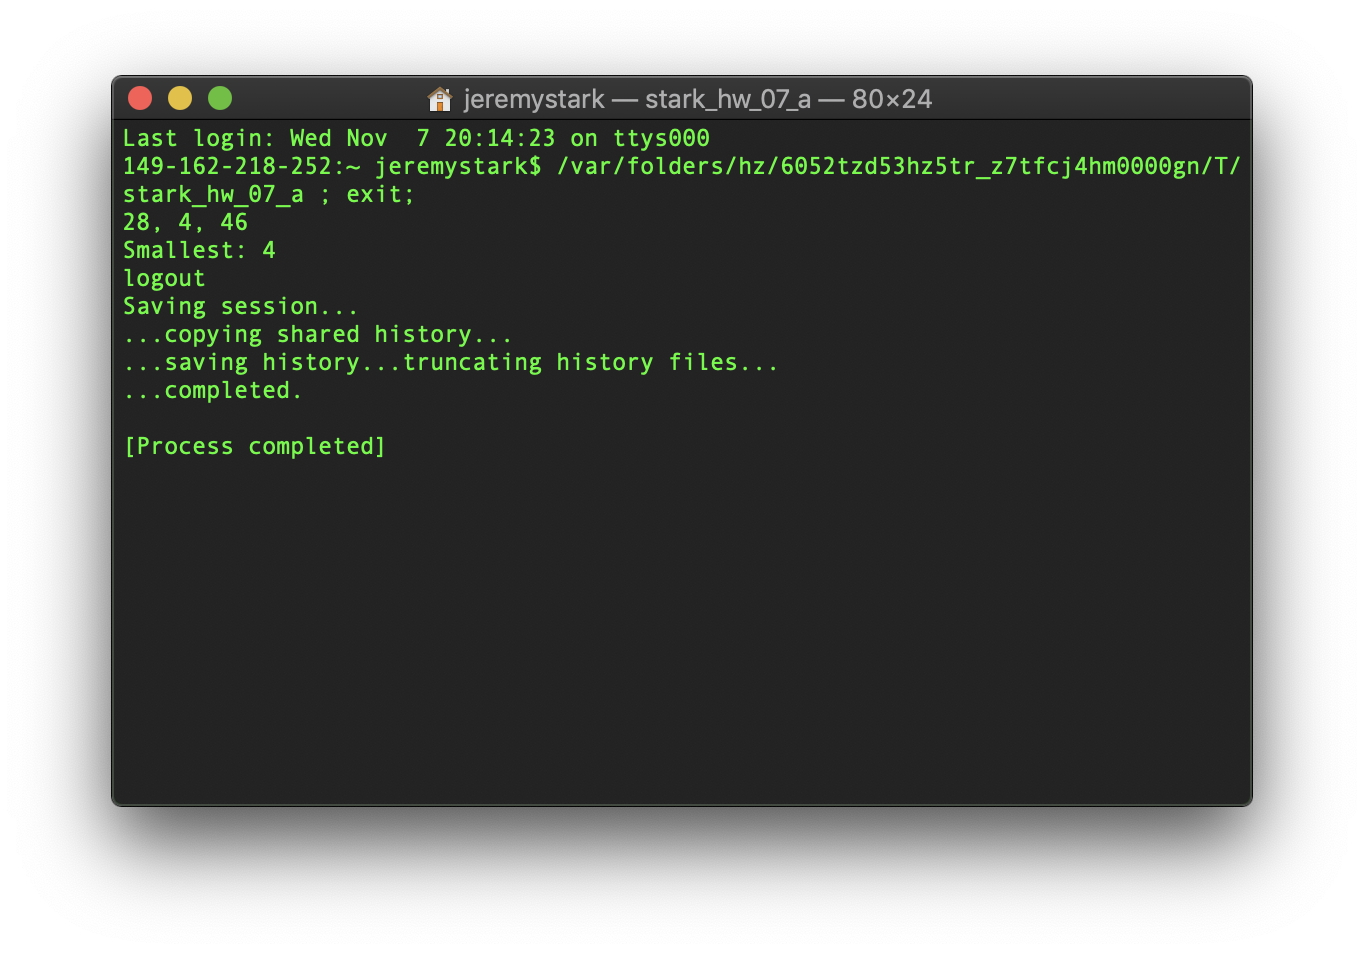 jeremystark — stark_hw_07_a — 80×24
Last login: Wed Nov  7 20:14:23 on ttys000
149-162-218-252:~ jeremystark$ /var/folders/hz/6052tzd53hz5tr_z7tfcj4hm0000gn/T/
stark_hw_07_a ; exit;
28, 4, 46
Smallest: 4
logout
Saving session...
...copying shared history...
...saving history...truncating history files...
...completed.
[Process completed]